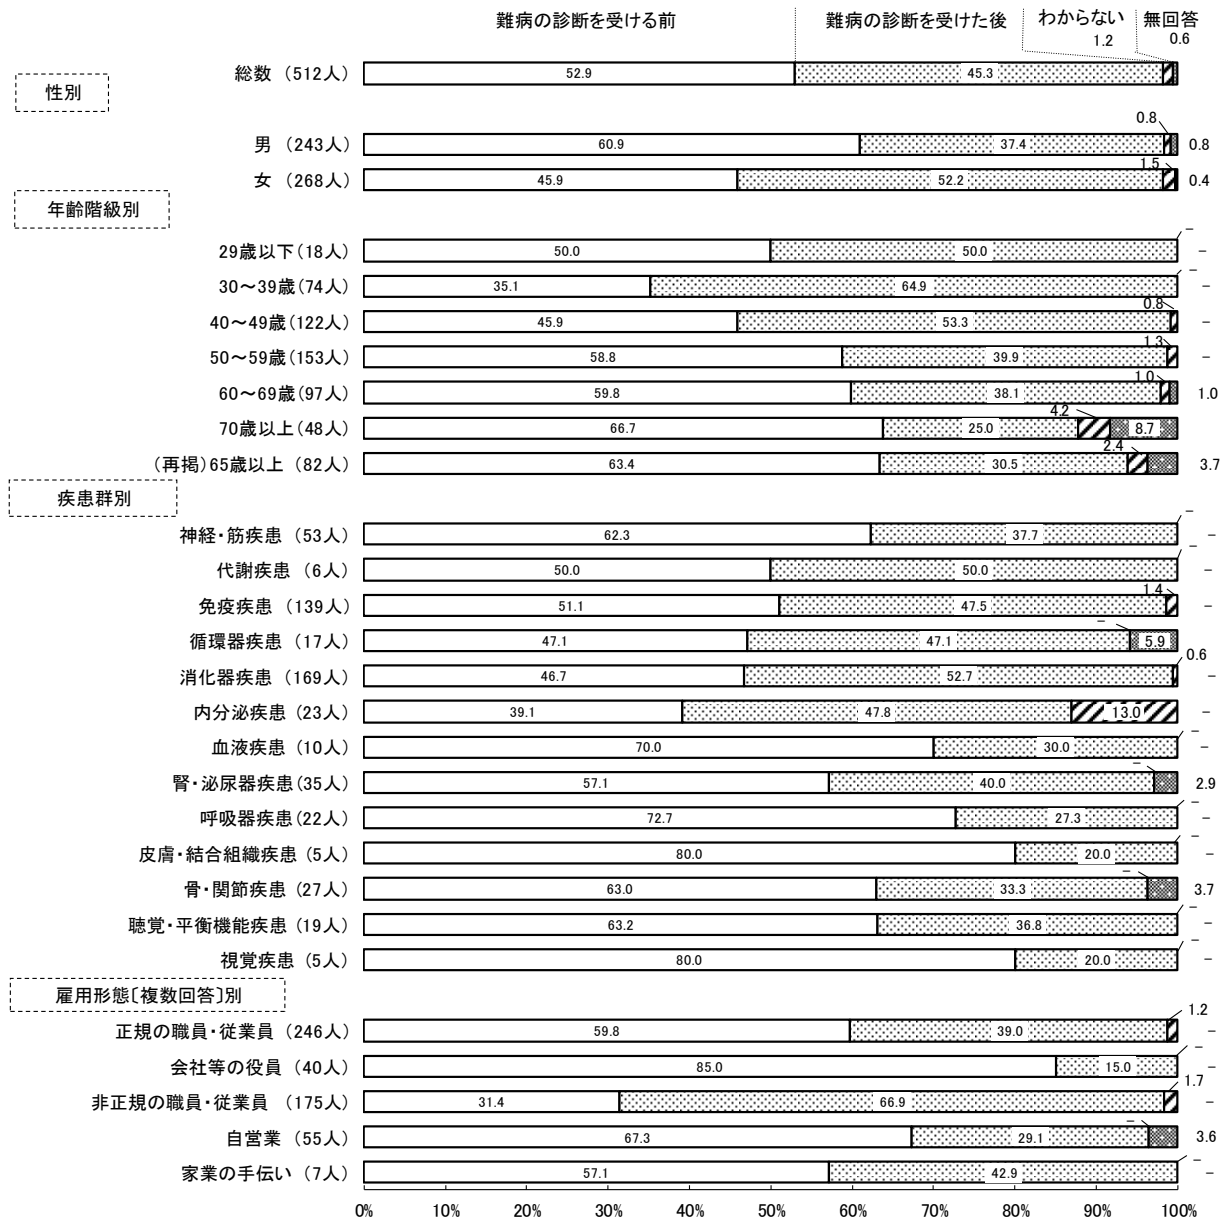 難病の診断を受ける前 難病の診断を受けた後 わからない 無回答
1.2 0.6
総数 (512人) 52.9 45.3
性別
0.8
男 (243人) 60.9 37.4 0.8
1.5
女 (268人) 45.9 52.2 0.4
年齢階級別
29歳以下(18人) 50.0 50.0 − −
30～39歳(74人) 35.1 64.9 − −
0.8
40～49歳(122人) 45.9 53.3 −
1.3
50～59歳(153人) 58.8 39.9 −
1.0
60～69歳(97人) 59.8 38.1 1.0
4.2
70歳以上(48人) 66.7 25.0 8.7
2.4
(再掲)65歳以上 (82人) 63.4 30.5 3.7
疾患群別
神経・筋疾患 (53人) 62.3 37.7 − −
代謝疾患 (6人) 50.0 50.0 − −
1.4
免疫疾患 (139人) 51.1 47.5 −
循環器疾患 (17人) 47.1 47.1 − 5.9
0.6
消化器疾患 (169人) 46.7 52.7 −
内分泌疾患 (23人) 39.1 47.8 13.0 −
血液疾患 (10人) 70.0 30.0 − −
腎・泌尿器疾患(35人) 57.1 40.0 − 2.9
呼吸器疾患(22人) 72.7 27.3 − −
皮膚・結合組織疾患 (5人) 80.0 20.0 − −
骨・関節疾患 (27人) 63.0 33.3 − 3.7
聴覚・平衡機能疾患 (19人) 63.2 36.8 − −
視覚疾患 (5人) 80.0 20.0 − −
雇用形態〔複数回答〕別
1.2
正規の職員・従業員 (246人) 59.8 39.0 −
会社等の役員 (40人) 85.0 15.0 − −
1.7
非正規の職員・従業員 (175人) 31.4 66.9 −
自営業 (55人) 67.3 29.1 − 3.6
家業の手伝い (7人) 57.1 42.9 − −
0% 10% 20% 30% 40% 50% 60% 70% 80% 90% 100%